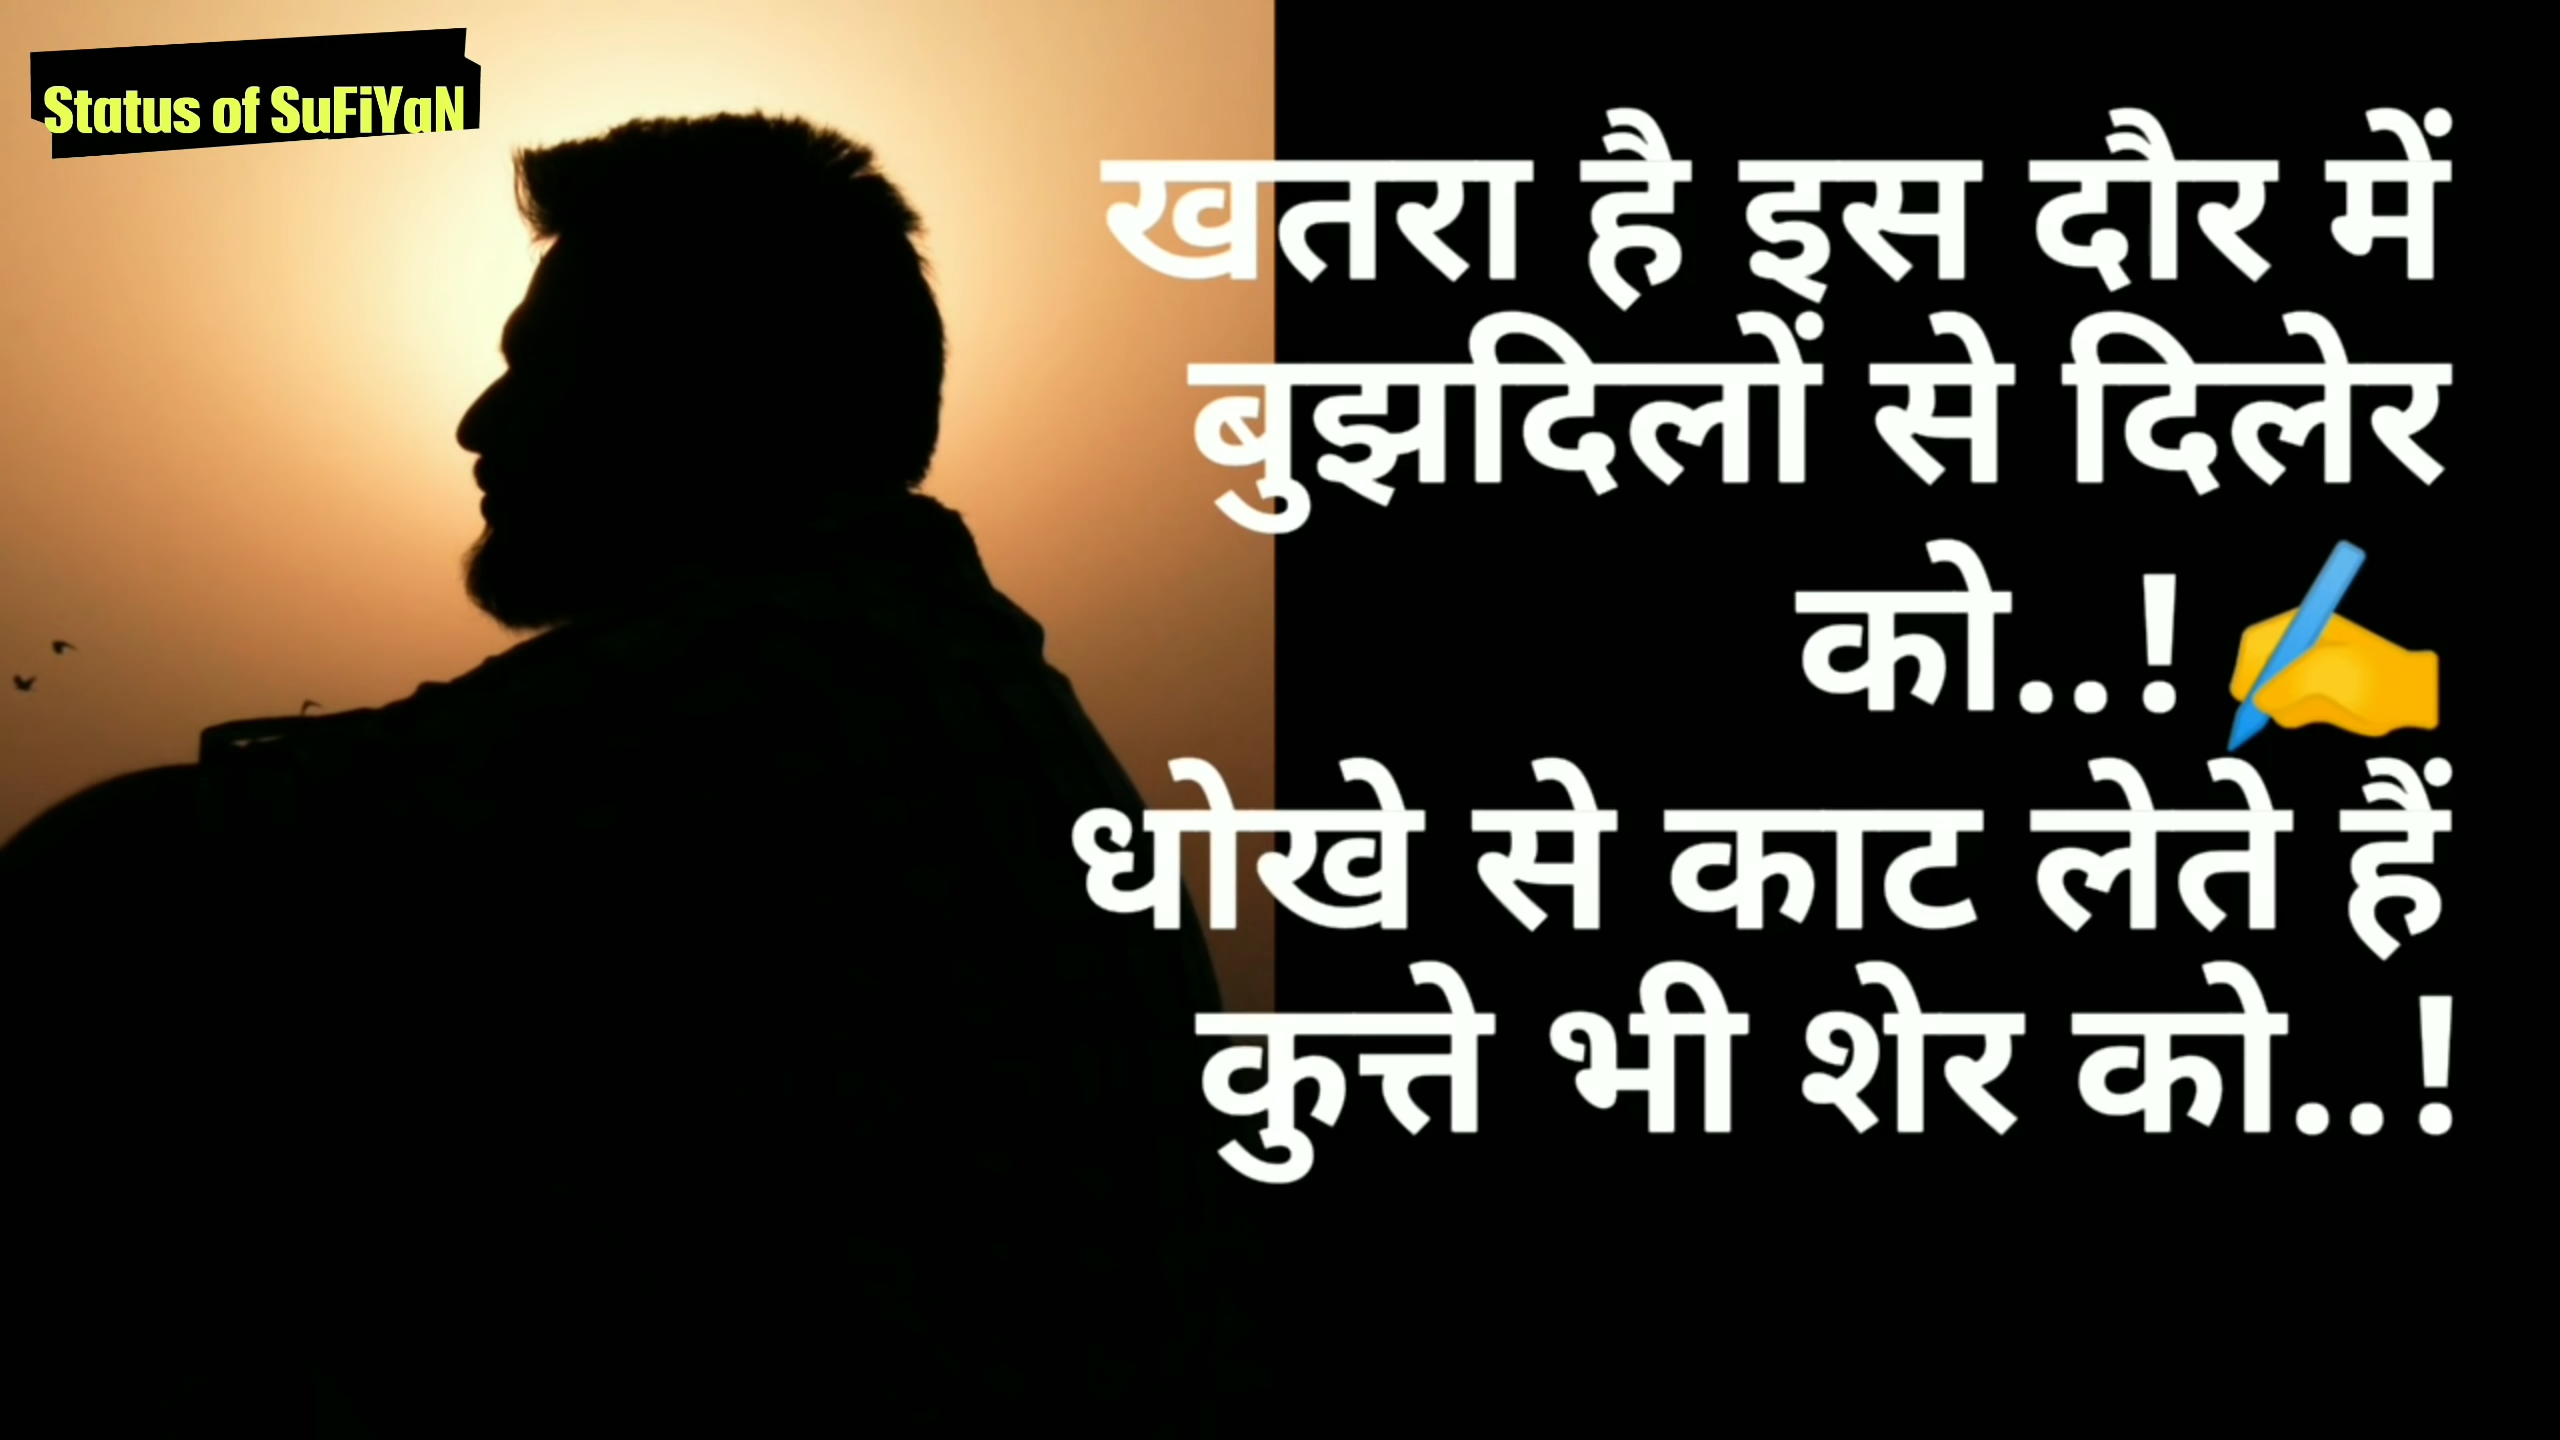 Status of SuFiYaN
खतरा है इस दौर में
बुझदिलों से दिलेर
को..! ✍️
धोखे से काट लेते हैं
कुत्ते भी शेर को..!